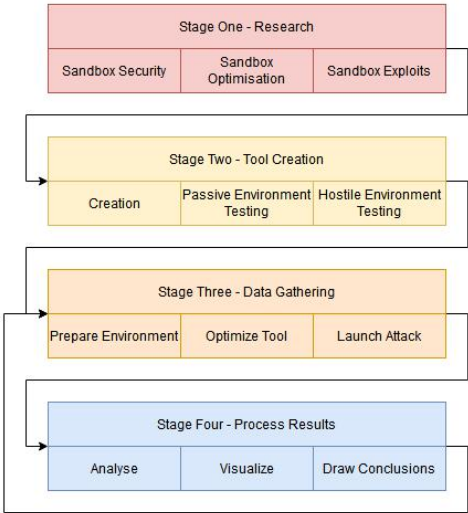 Stage One - Research
Sandbox Security
Sandbox
Optimisation
Sandbox Exploits
Stage Two - Tool Creation
Creation
Passive Environment
Testing
Hostile Environment
Testing
Stage Three - Data Gathering
Prepare Environment
Optimize Tool
Launch Attack
Stage Four - Process Results
Analyse
Visualize
Draw Conclusions